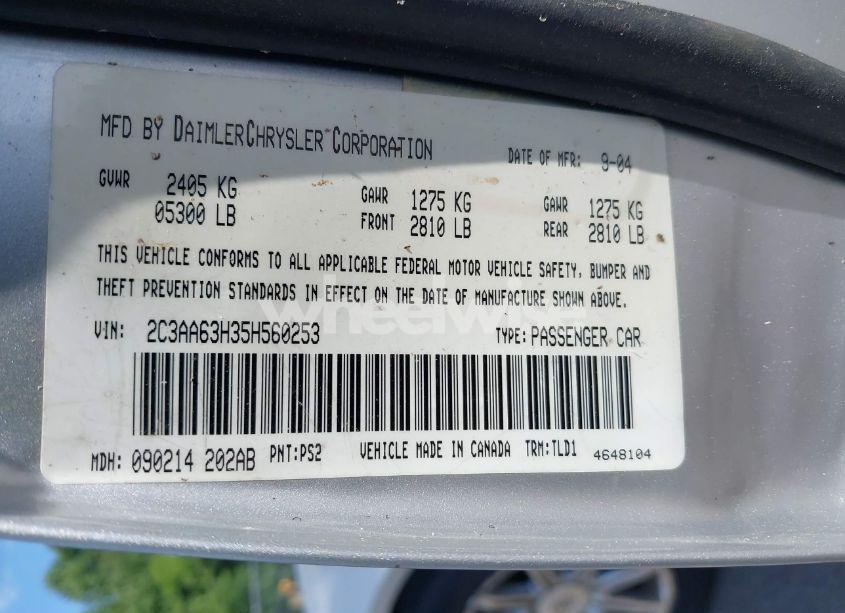 MFD BY DAIMLERCHRYSLER CORPORATION DATE OF MFR: 9-04
GVWR 2405 KG GAWR 1275 KG GAWR 1275 KG
05300 LB FRONT 2810 LB REAR 2810 LB
THIS VEHICLE CONFORMS TO ALL APPLICABLE FEDERAL MOTOR VEHICLE SAFETY, BUMPER AND
THEFT PREVENTION STANDARDS IN EFFECT ON THE DATE OF MANUFACTURE SHOWN ABOVE.
wheelwise
VIN: 2C3AA63H35H560253 TYPE: PASSENGER CAR
MDH: 090214 202AB PNT:PS2 VEHICLE MADE IN CANADA TRM:TLD1 4648104